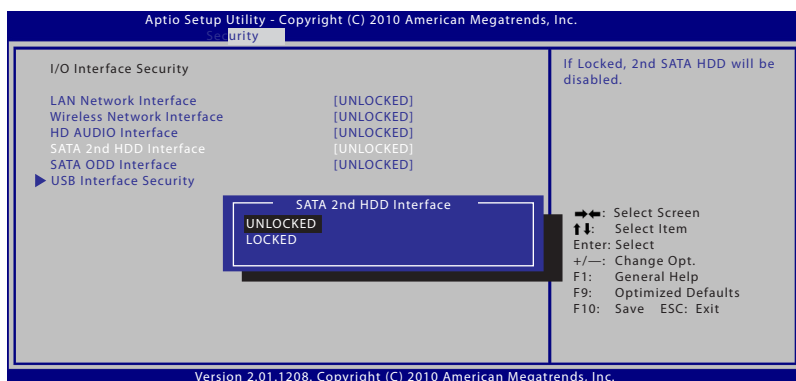 Aptio Setup Utility - Copyright (C) 2010 American Megatrends, Inc.
Security
I/O Interface Security
LAN Network Interface [UNLOCKED]
Wireless Network Interface [UNLOCKED]
HD AUDIO Interface [UNLOCKED]
SATA 2nd HDD Interface [UNLOCKED]
SATA ODD Interface [UNLOCKED]
USB Interface Security
SATA 2nd HDD Interface
UNLOCKED
LOCKED
If Locked, 2nd SATA HDD will be
disabled.
→←: Select Screen
↑↓: Select Item
Enter: Select
+/—: Change Opt.
F1: General Help
F9: Optimized Defaults
F10: Save ESC: Exit
Version 2.01.1208. Copyright (C) 2010 American Megatrends, Inc.